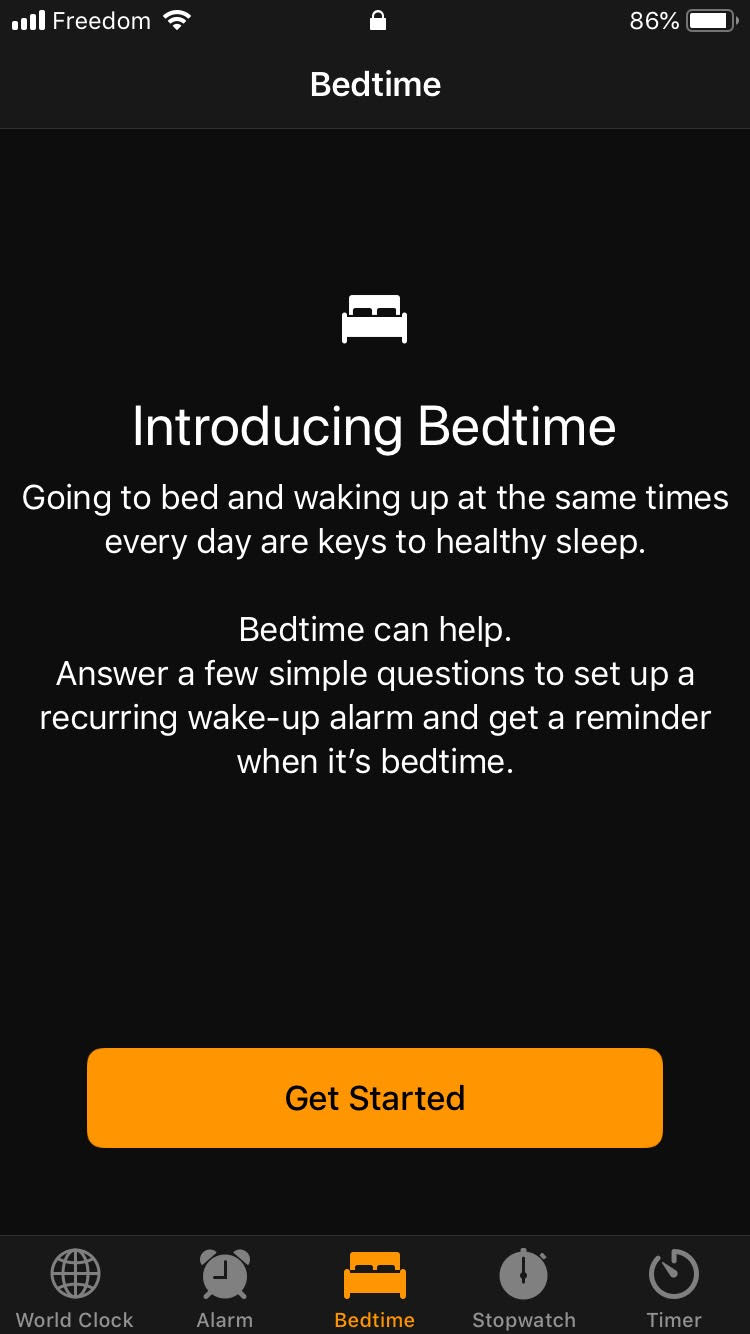 Freedom
86%
Bedtime
Introducing Bedtime
Going to bed and waking up at the same times
every day are keys to healthy sleep.
Bedtime can help.
Answer a few simple questions to set up a
recurring wake-up alarm and get a reminder
when it’s bedtime.
Get Started
World Clock
Alarm
Bedtime
Stopwatch
Timer